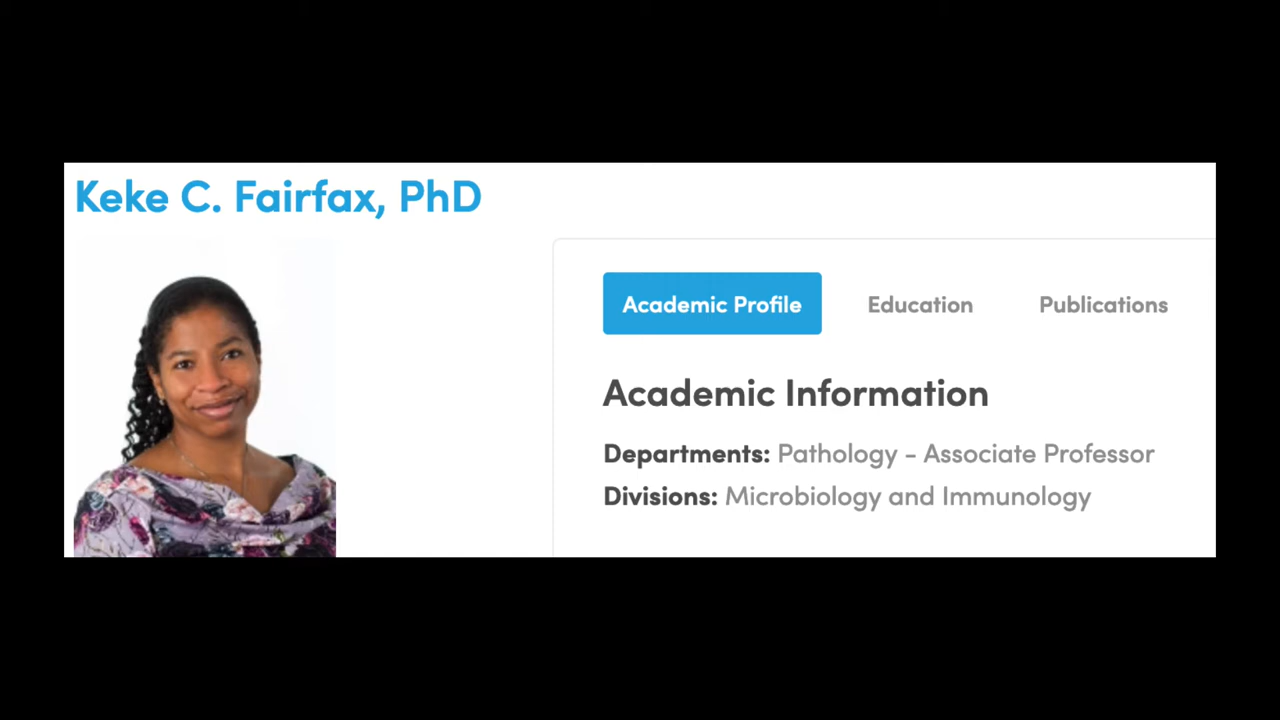 Keke C. Fairfax, PhD
Academic Profile
Education
Publications
Academic Information
Departments: Pathology - Associate Professor
Divisions: Microbiology and Immunology